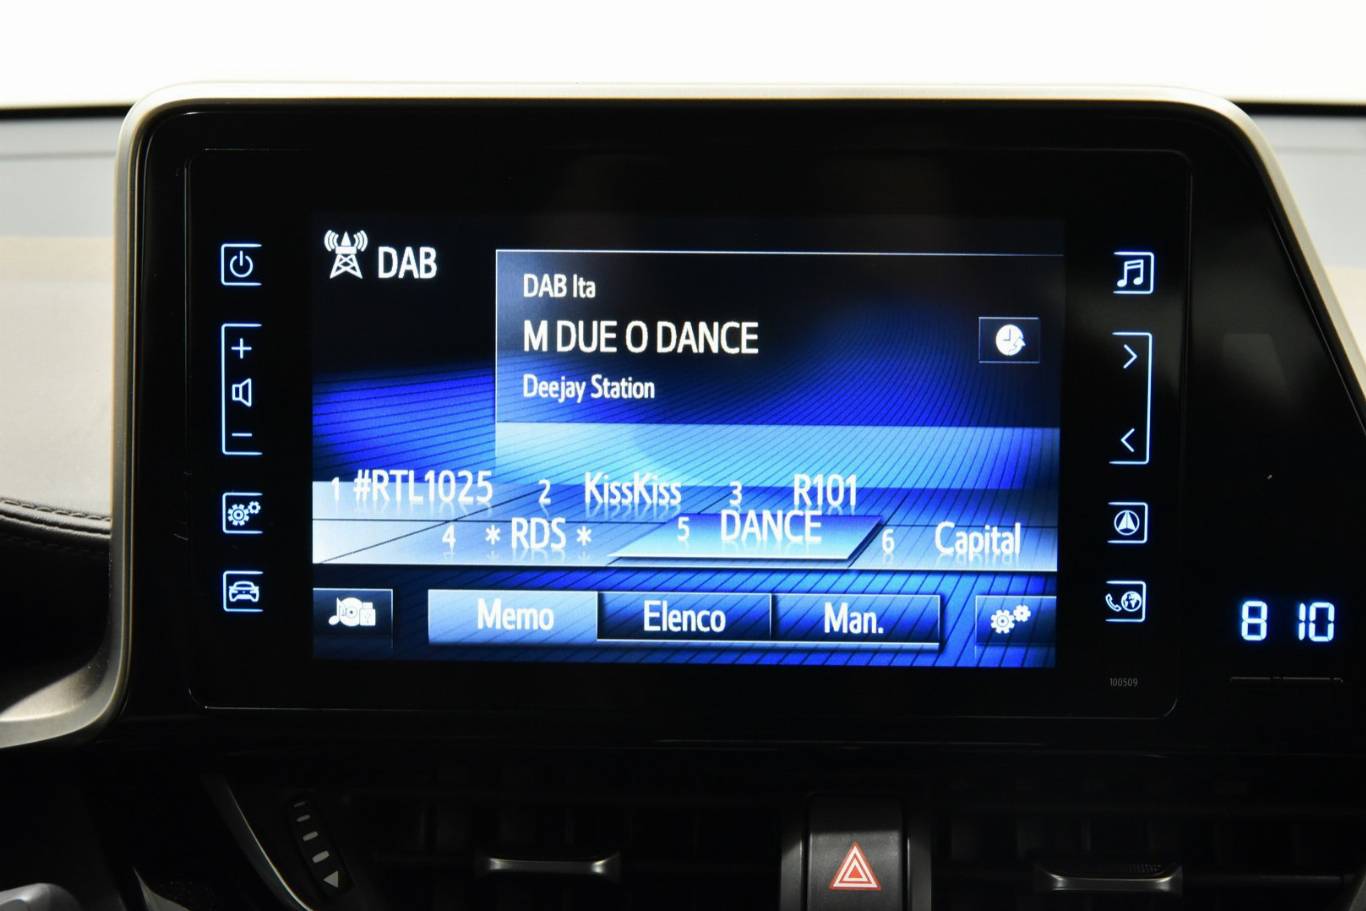 DAB
DAB Ita
M DUE O DANCE
Deejay Station
1 #RTL1025 2 KissKiss 3 R101
4 * RDS * 5 DANCE 6 Capital
Memo Elenco Man.
8 10
100509